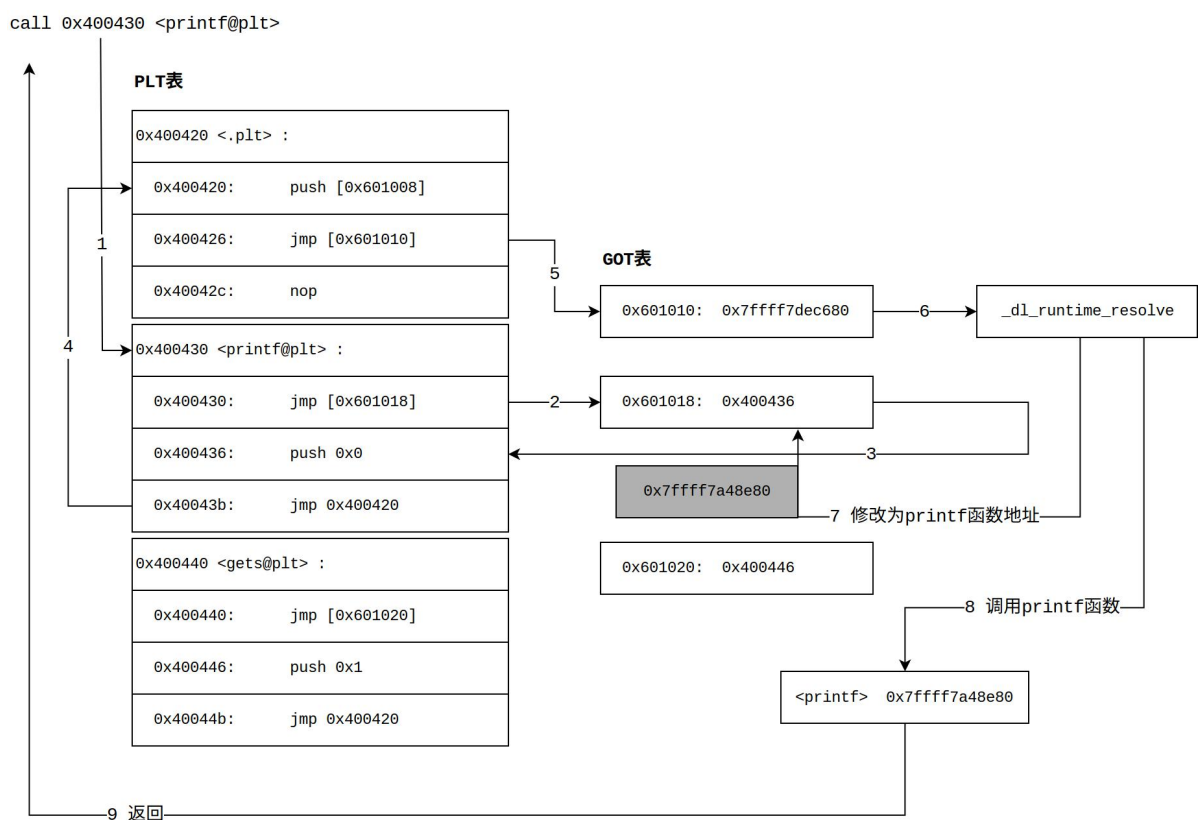 call 0x400430 <printf@plt>
PLT表
0x400420 <.plt> :
0x400420: push [0x601008]
0x400426: jmp [0x601010]
0x40042c: nop
0x400430 <printf@plt> :
0x400430: jmp [0x601018]
0x400436: push 0x0
0x40043b: jmp 0x400420
0x400440 <gets@plt> :
0x400440: jmp [0x601020]
0x400446: push 0x1
0x40044b: jmp 0x400420
1
4
5
2
GOT表
0x601010: 0x7ffff7dec680
6
_dl_runtime_resolve
0x601018: 0x400436
3
0x7ffff7a48e80
7 修改为printf函数地址
0x601020: 0x400446
8 调用printf函数
<printf> 0x7ffff7a48e80
9 返回